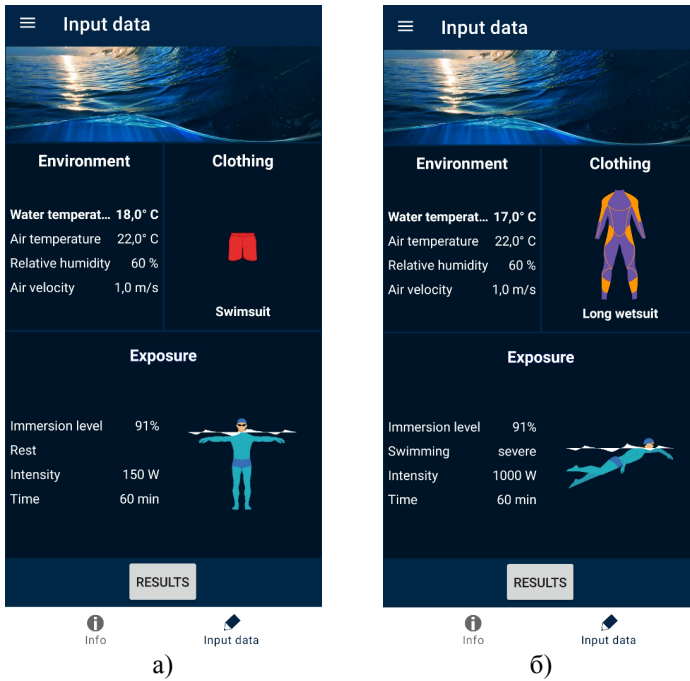 Input data
Environment
Clothing
Water temperat... 18,0° C
Air temperature 22,0° C
Relative humidity 60 %
Air velocity 1,0 m/s
Swimsuit
Exposure
Immersion level 91%
Rest
Intensity 150 W
Time 60 min
RESULTS
Info
Input data
а)
Input data
Environment
Clothing
Water temperat... 17,0° C
Air temperature 22,0° C
Relative humidity 60 %
Air velocity 1,0 m/s
Long wetsuit
Exposure
Immersion level 91%
Swimming severe
Intensity 1000 W
Time 60 min
RESULTS
Info
Input data
б)